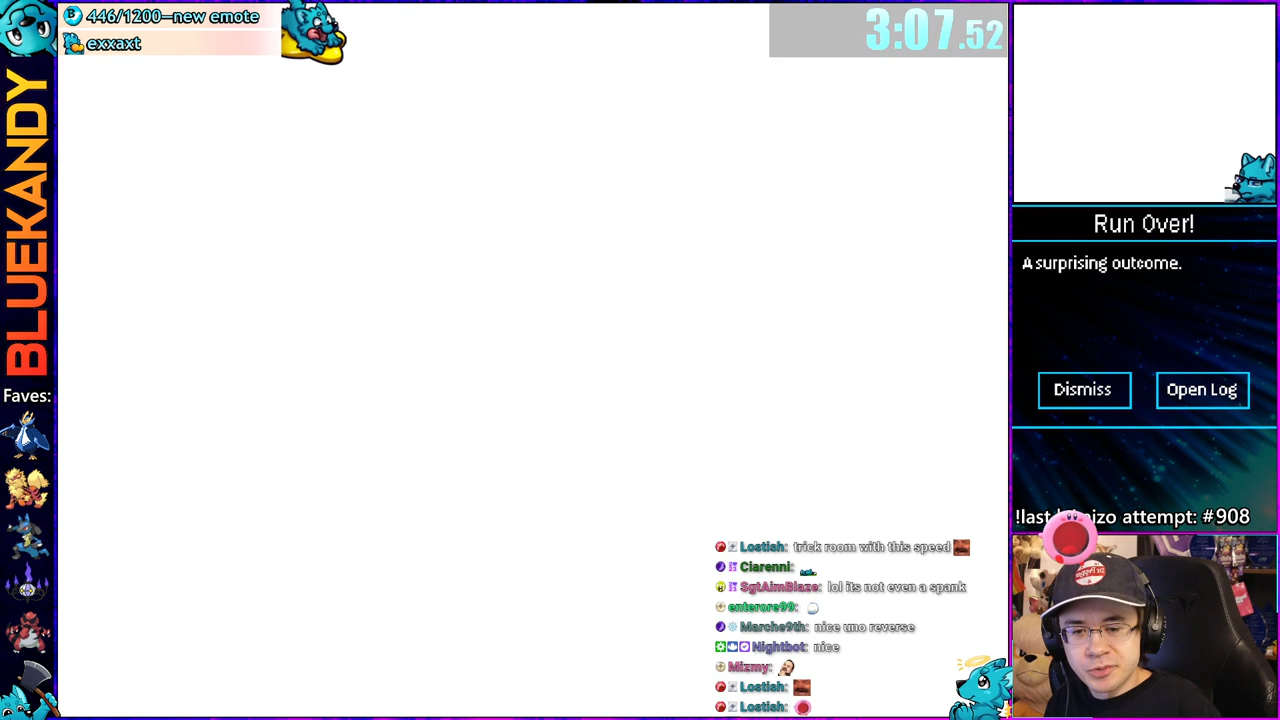 446/1200—new emote
exxaxt
3:07.52
BLUEKANDY
Faves:
Run Over!
A surprising outcome.
Dismiss
Open Log
!last attempt: #908
Lostish: trick room with this speed
Ciarenni:
SgtAimBlaze: lol its not even a spank
enterore99:
Marche9th: nice uno reverse
Nightbot: nice
Mizmy:
Lostish:
Lostish: